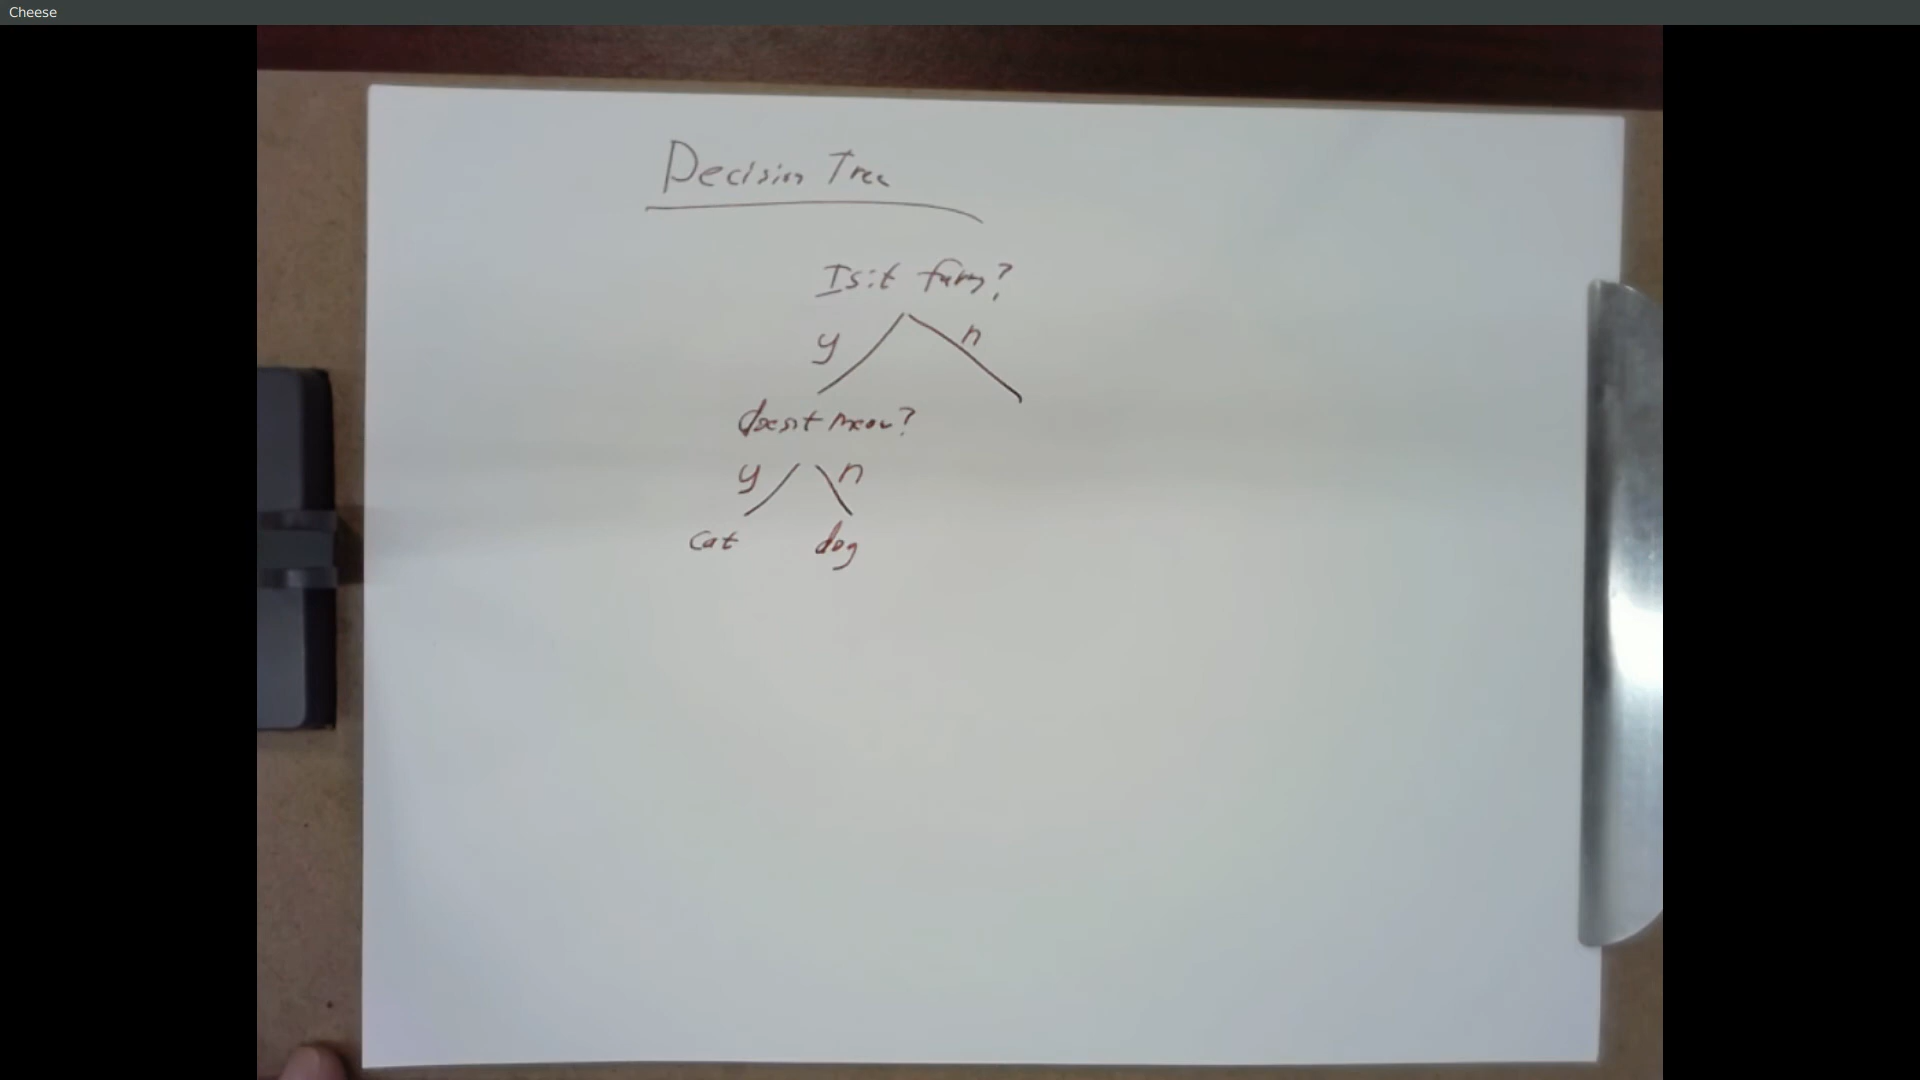 Cheese
Decision Tree
Is it furry?
y n
does it meow?
y n
cat dog